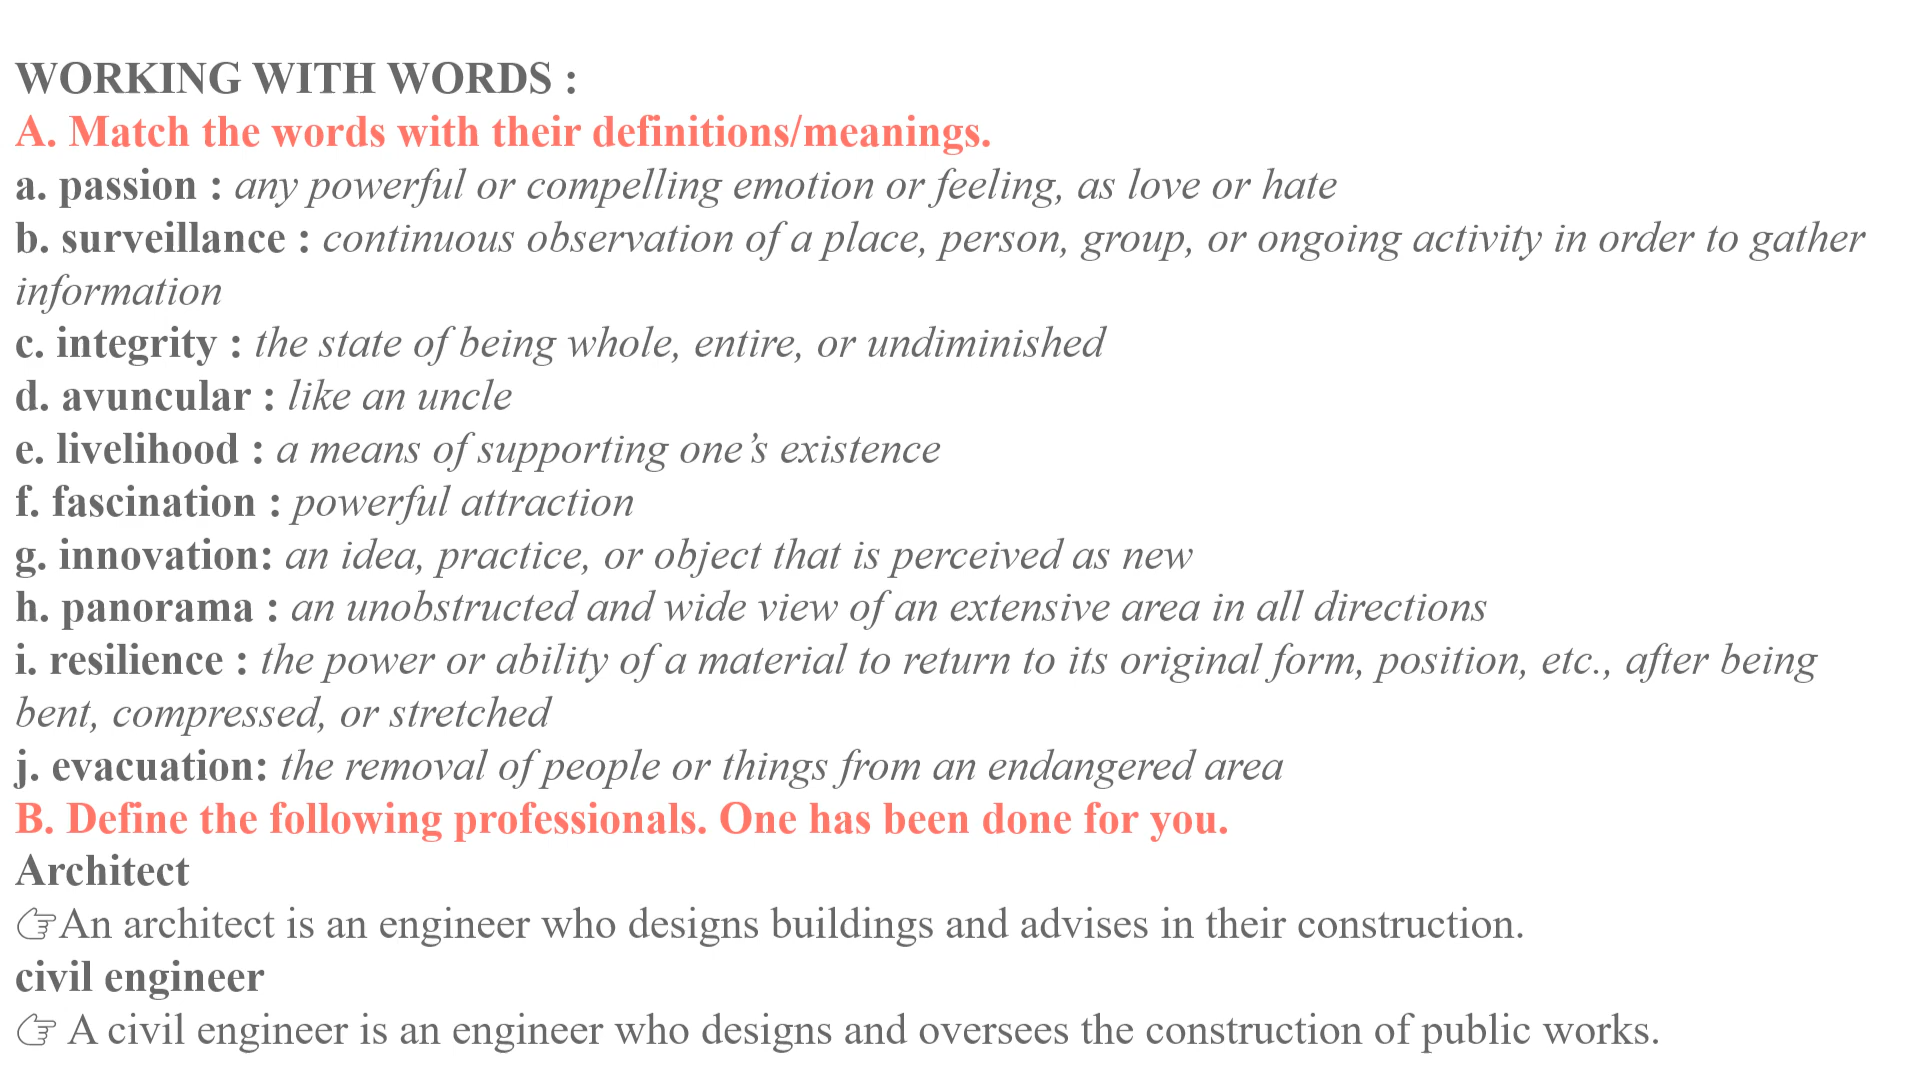 WORKING WITH WORDS :
A. Match the words with their definitions/meanings.
a. passion : any powerful or compelling emotion or feeling, as love or hate
b. surveillance : continuous observation of a place, person, group, or ongoing activity in order to gather
information
c. integrity : the state of being whole, entire, or undiminished
d. avuncular : like an uncle
e. livelihood : a means of supporting one’s existence
f. fascination : powerful attraction
g. innovation: an idea, practice, or object that is perceived as new
h. panorama : an unobstructed and wide view of an extensive area in all directions
i. resilience : the power or ability of a material to return to its original form, position, etc., after being
bent, compressed, or stretched
j. evacuation: the removal of people or things from an endangered area
B. Define the following professionals. One has been done for you.
Architect
☞An architect is an engineer who designs buildings and advises in their construction.
civil engineer
☞ A civil engineer is an engineer who designs and oversees the construction of public works.